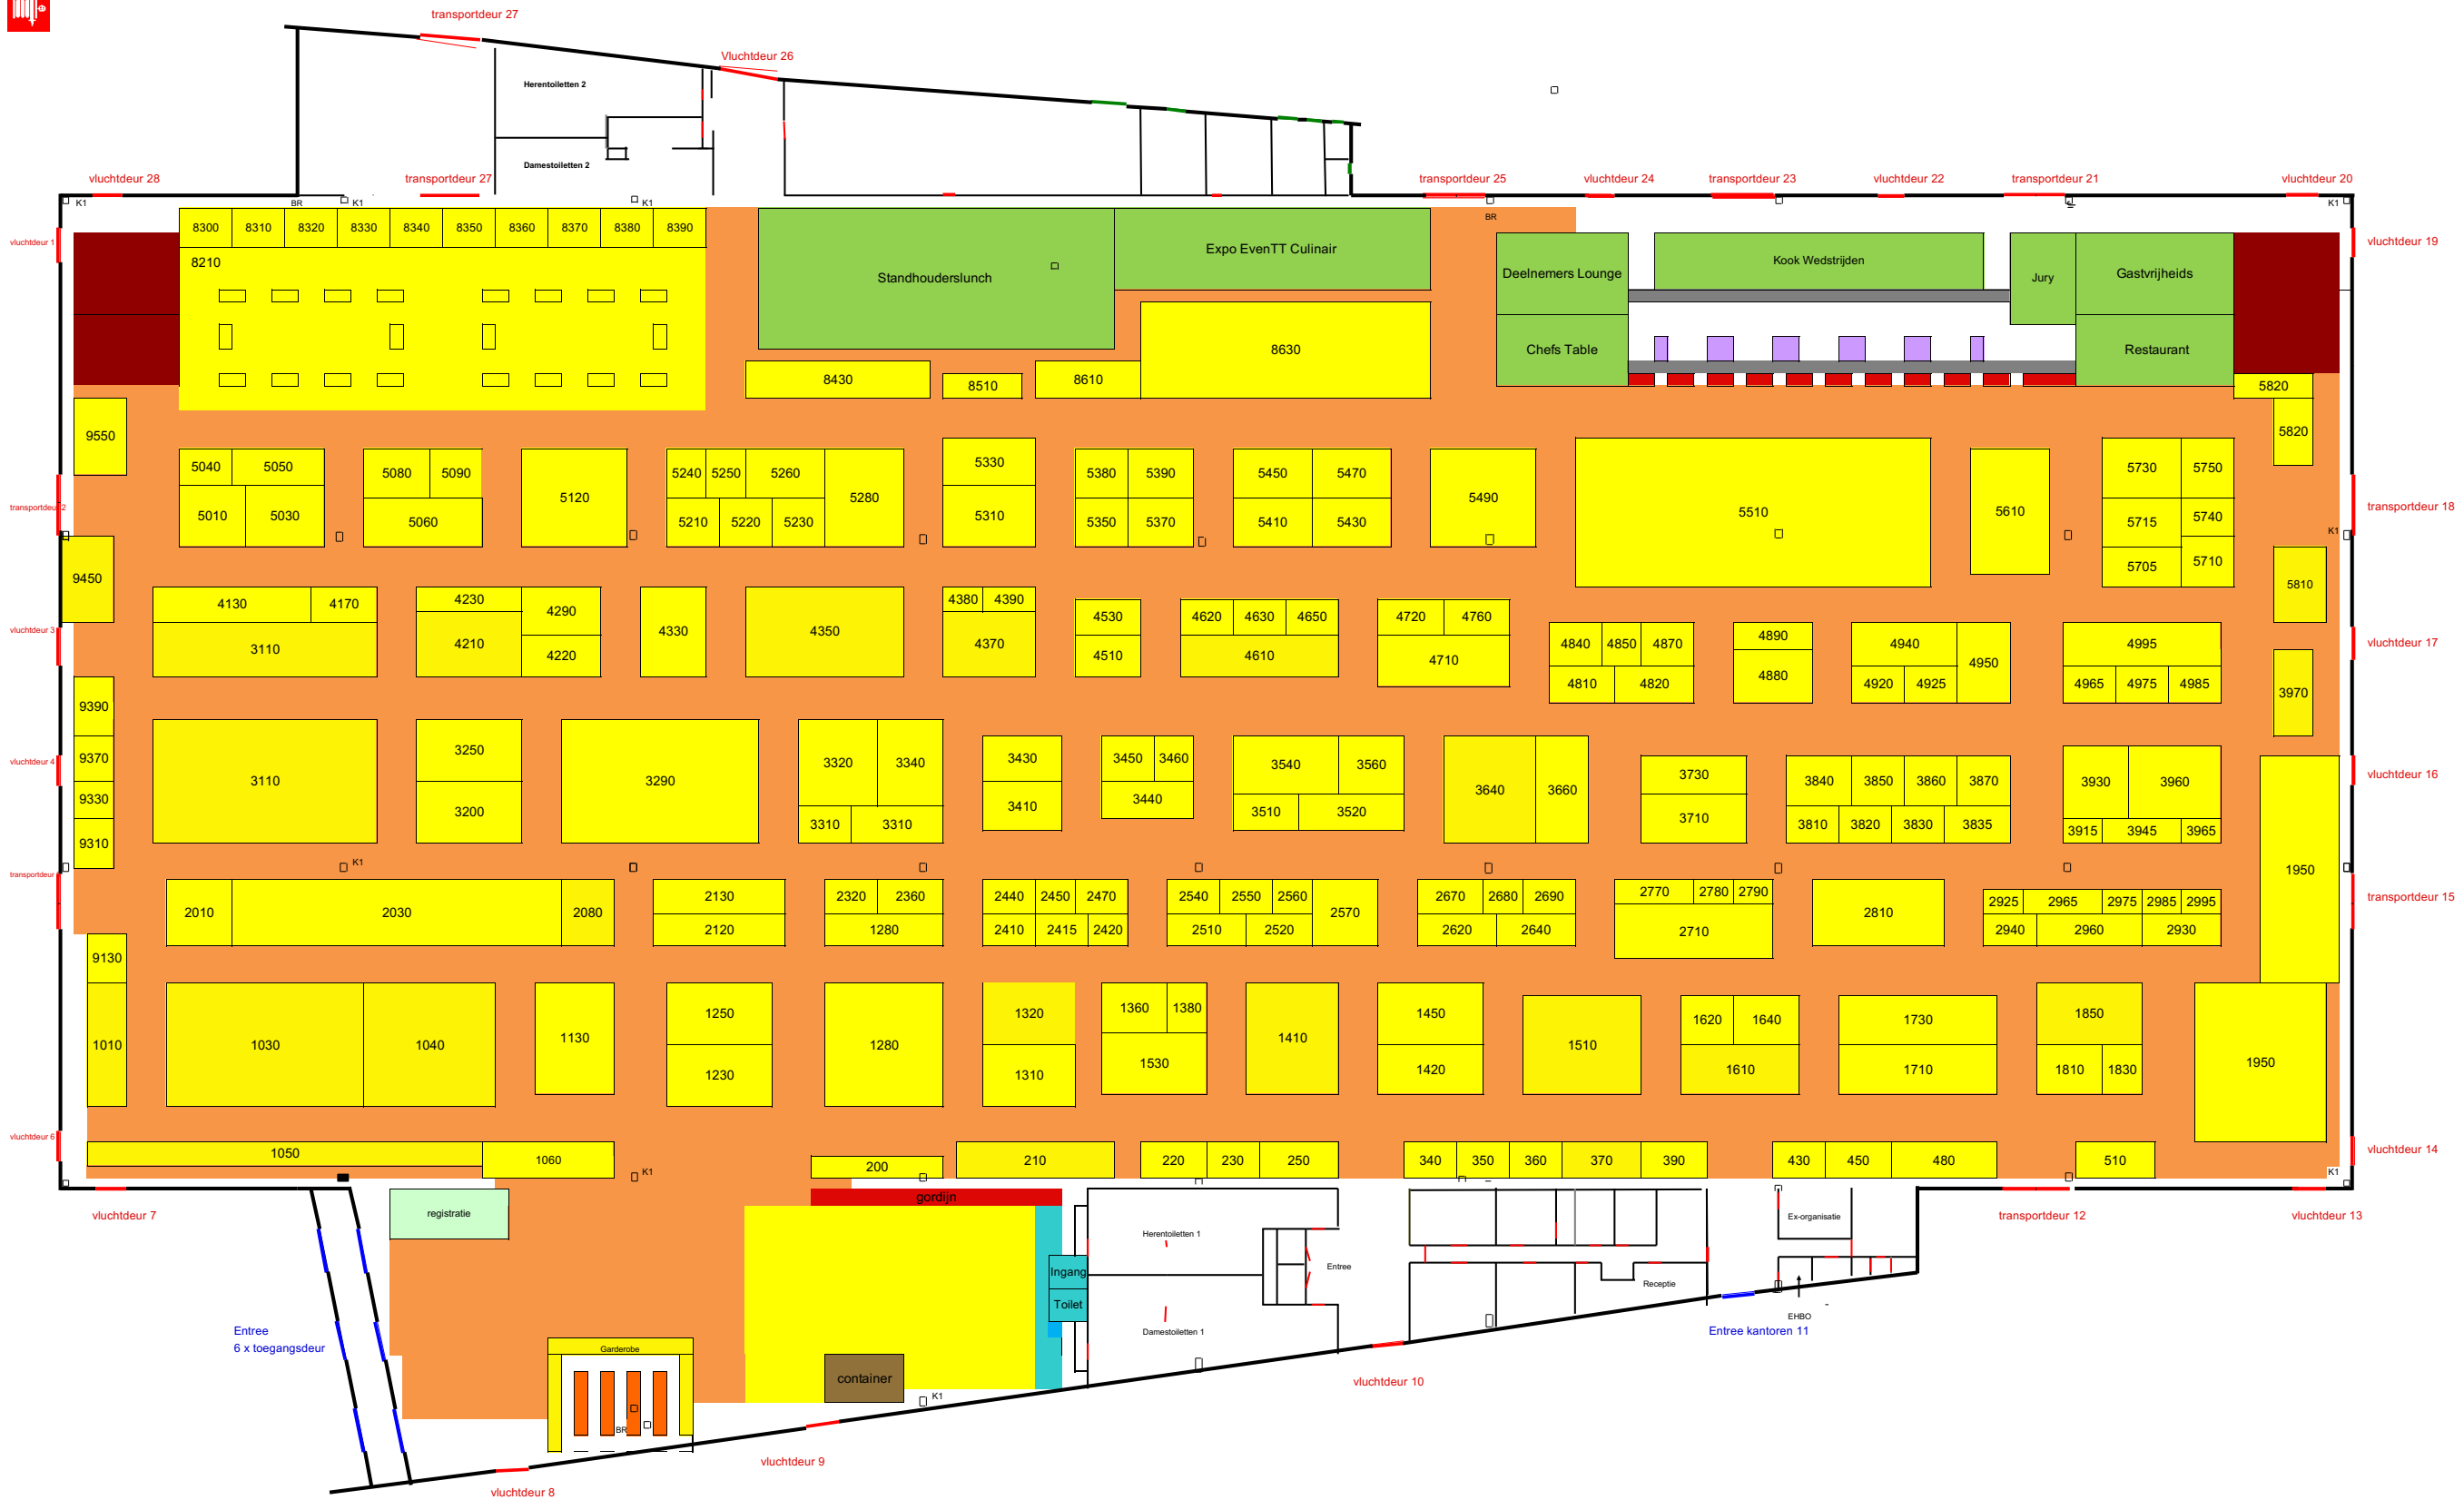 transportdeur 27
Vluchtdeur 26
Herentoiletten 2
Damestoiletten 2
vluchtdeur 28
transportdeur 27
transportdeur 25
vluchtdeur 24
transportdeur 23
vluchtdeur 22
transportdeur 21
vluchtdeur 20
K1
BR
K1
K1
BR
K1
vluchtdeur 1
8300 8310 8320 8330 8340 8350 8360 8370 8380 8390
vluchtdeur 19
8210
Standhouderslunch
Expo EvenTT Culinair
Deelnemers Lounge
Kook Wedstrijden
Jury
Gastvrijheids
8630
Chefs Table
Restaurant
8430
8510
8610
5820
9550
5820
5040 5050 5080 5090 5120 5240 5250 5260 5280 5330 5380 5390 5450 5470 5490 5510 5610 5730 5750
5010 5030 5060 5210 5220 5230 5310 5350 5370 5410 5430 5715 5740
transportdeur 2
transportdeur 18
K1
5705 5710
9450
5810
4130 4170 4230 4290 4330 4350 4380 4390 4530 4620 4630 4650 4720 4760
vluchtdeur 3
3110 4210 4220 4370 4510 4610 4710 4840 4850 4870 4890 4940 4950 4995
vluchtdeur 17
4810 4820 4880 4920 4925 4965 4975 4985
9390
3970
9370
vluchtdeur 4
3110 3250 3290 3320 3340 3430 3450 3460 3540 3560 3640 3660 3730 3840 3850 3860 3870 3930 3960
vluchtdeur 16
9330
3200 3410 3440 3510 3520 3710
9310
3310 3310 3810 3820 3830 3835 3915 3945 3965
K1
1950
transportdeur
transportdeur 15
2010 2030 2080 2130 2320 2360 2440 2450 2470 2540 2550 2560 2570 2670 2680 2690 2770 2780 2790 2810 2925 2965 2975 2985 2995
2120 1280 2410 2415 2420 2510 2520 2620 2640 2710 2940 2960 2930
9130
1010 1030 1040 1130 1250 1280 1320 1360 1380 1410 1450 1510 1620 1640 1730 1850 1950
1230 1310 1530 1420 1610 1710 1810 1830
vluchtdeur 6
vluchtdeur 14
1050 1060 200 210 220 230 250 340 350 360 370 390 430 450 480 510
K1
K1
gordijn
vluchtdeur 7
registratie
Ex-organisatie
transportdeur 12
vluchtdeur 13
Herentoiletten 1
Ingang
Entree
Receptie
Toilet
EHBO
Entree
6 x toegangsdeur
Damestoiletten 1
Entree kantoren 11
Garderobe
container
K1
vluchtdeur 10
BR
vluchtdeur 9
vluchtdeur 8